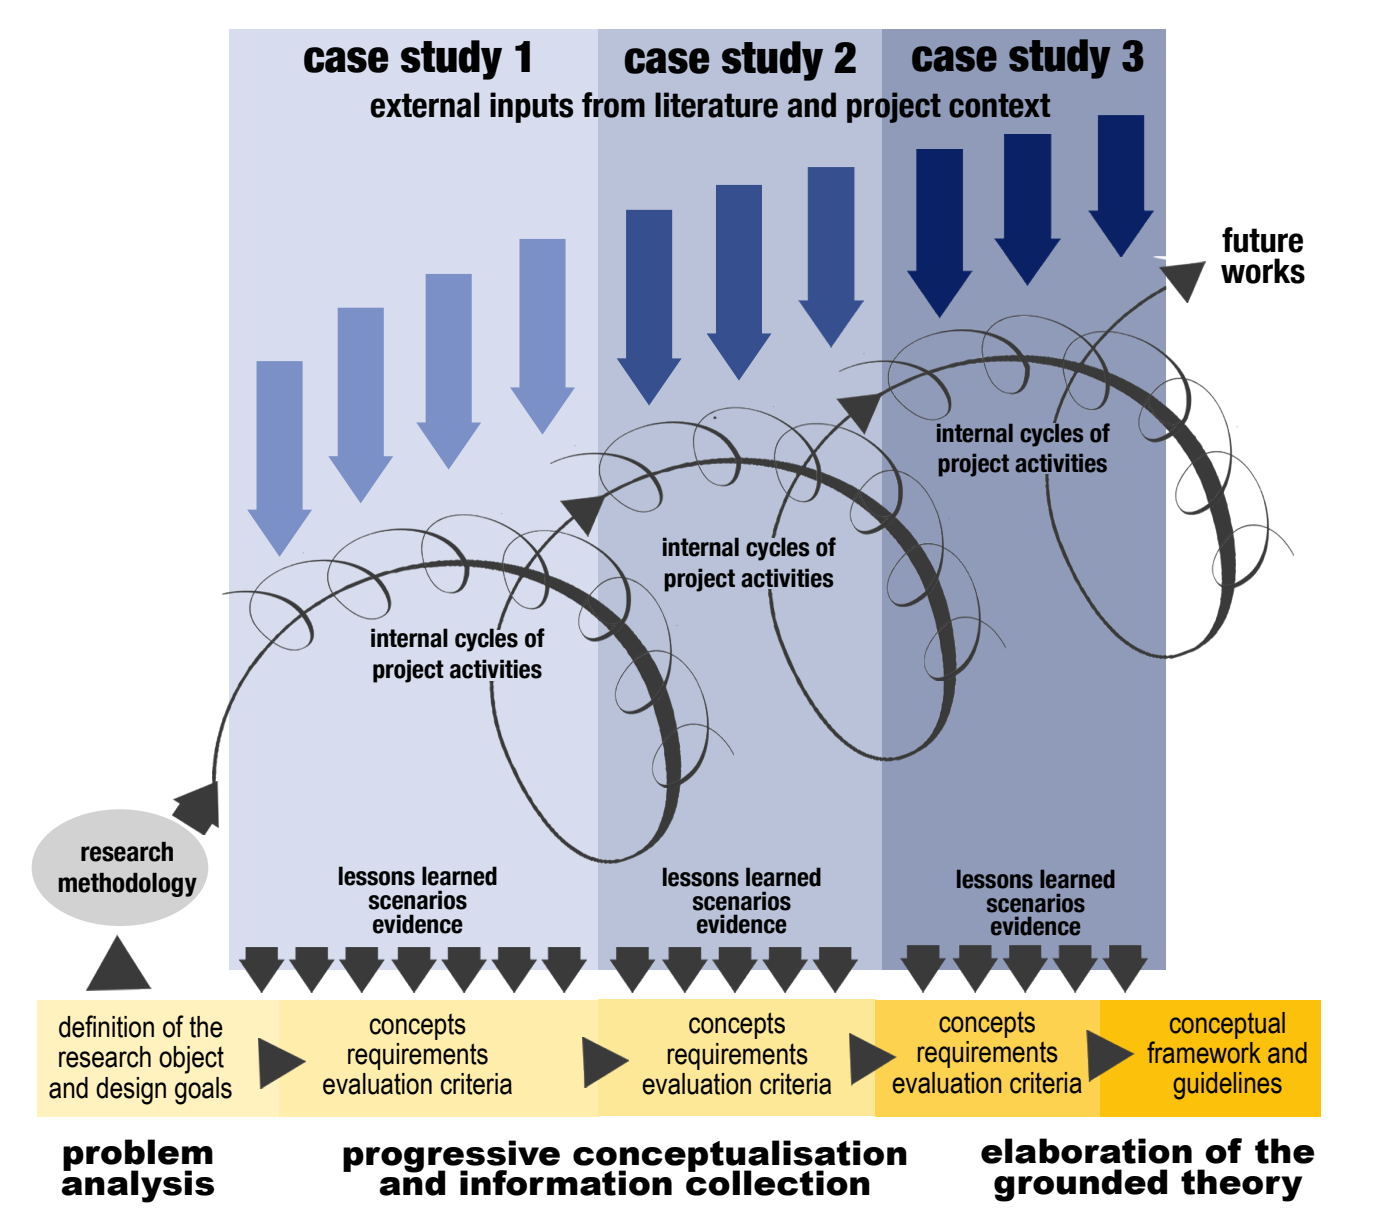 case study 1
case study 2
case study 3
external inputs from literature and project context
future
works
internal cycles of
project activities
internal cycles of
project activities
internal cycles of
project activities
research
methodology
lessons learned
scenarios
evidence
lessons learned
scenarios
evidence
lessons learned
scenarios
evidence
definition of the
research object
and design goals
concepts
requirements
evaluation criteria
concepts
requirements
evaluation criteria
concepts
requirements
evaluation criteria
conceptual
framework and
guidelines
problem
analysis
progressive conceptualisation
and information collection
elaboration of the
grounded theory